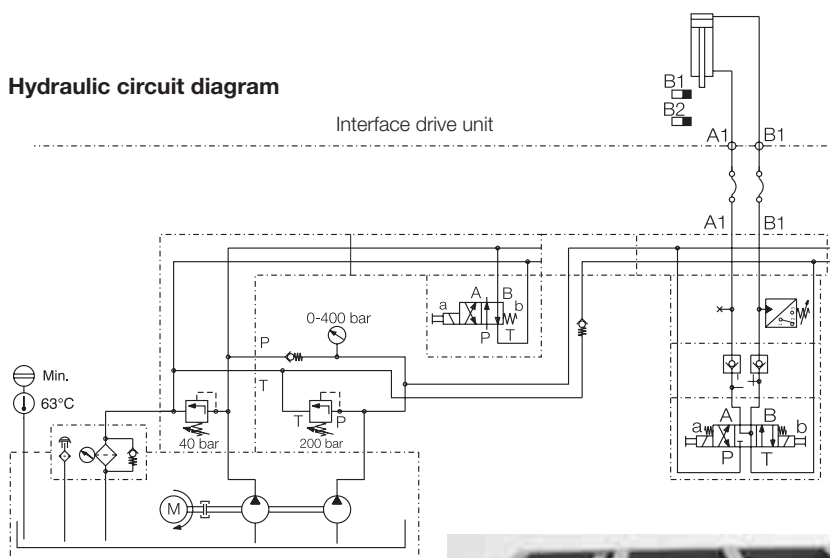 Hydraulic circuit diagram
Interface drive unit
B1
B2
A1 B1
A1 B1
a A B b
P T
0-400 bar
P
T
Min.
63°C
40 bar
T P
200 bar
a A B b
P T
M